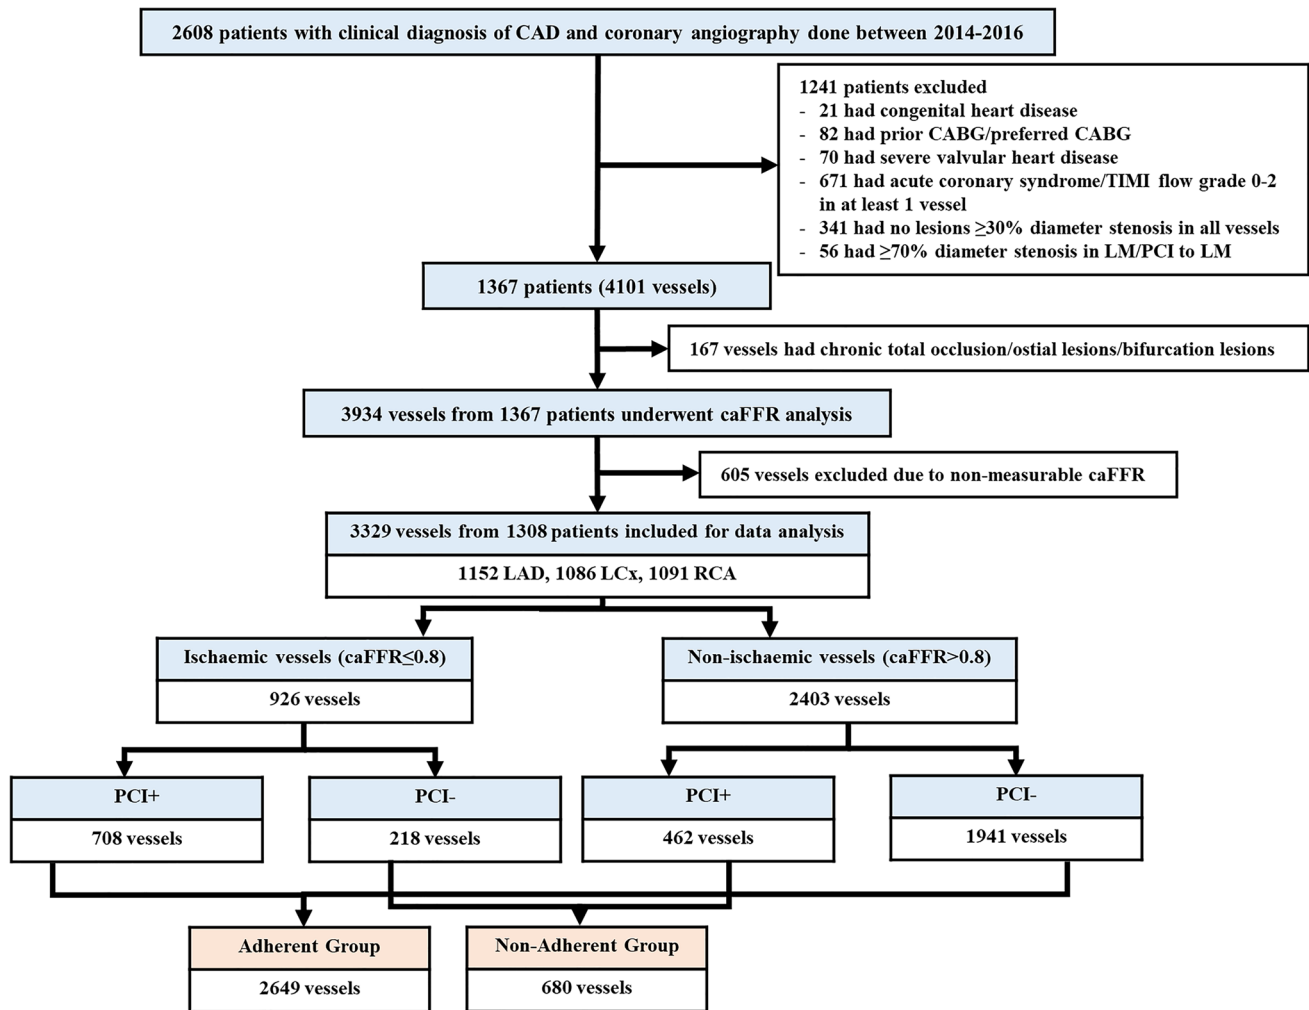 2608 patients with clinical diagnosis of CAD and coronary angiography done between 2014-2016
1241 patients excluded
- 21 had congenital heart disease
- 82 had prior CABG/preferred CABG
- 70 had severe valvular heart disease
- 671 had acute coronary syndrome/TIMI flow grade 0-2
in at least 1 vessel
- 341 had no lesions ≥30% diameter stenosis in all vessels
- 56 had ≥70% diameter stenosis in LM/PCI to LM
1367 patients (4101 vessels)
167 vessels had chronic total occlusion/ostial lesions/bifurcation lesions
3934 vessels from 1367 patients underwent caFFR analysis
605 vessels excluded due to non-measurable caFFR
3329 vessels from 1308 patients included for data analysis
1152 LAD, 1086 LCx, 1091 RCA
Ischaemic vessels (caFFR≤0.8)
926 vessels
Non-ischaemic vessels (caFFR>0.8)
2403 vessels
PCI+
708 vessels
PCI-
218 vessels
PCI+
462 vessels
PCI-
1941 vessels
Adherent Group
2649 vessels
Non-Adherent Group
680 vessels